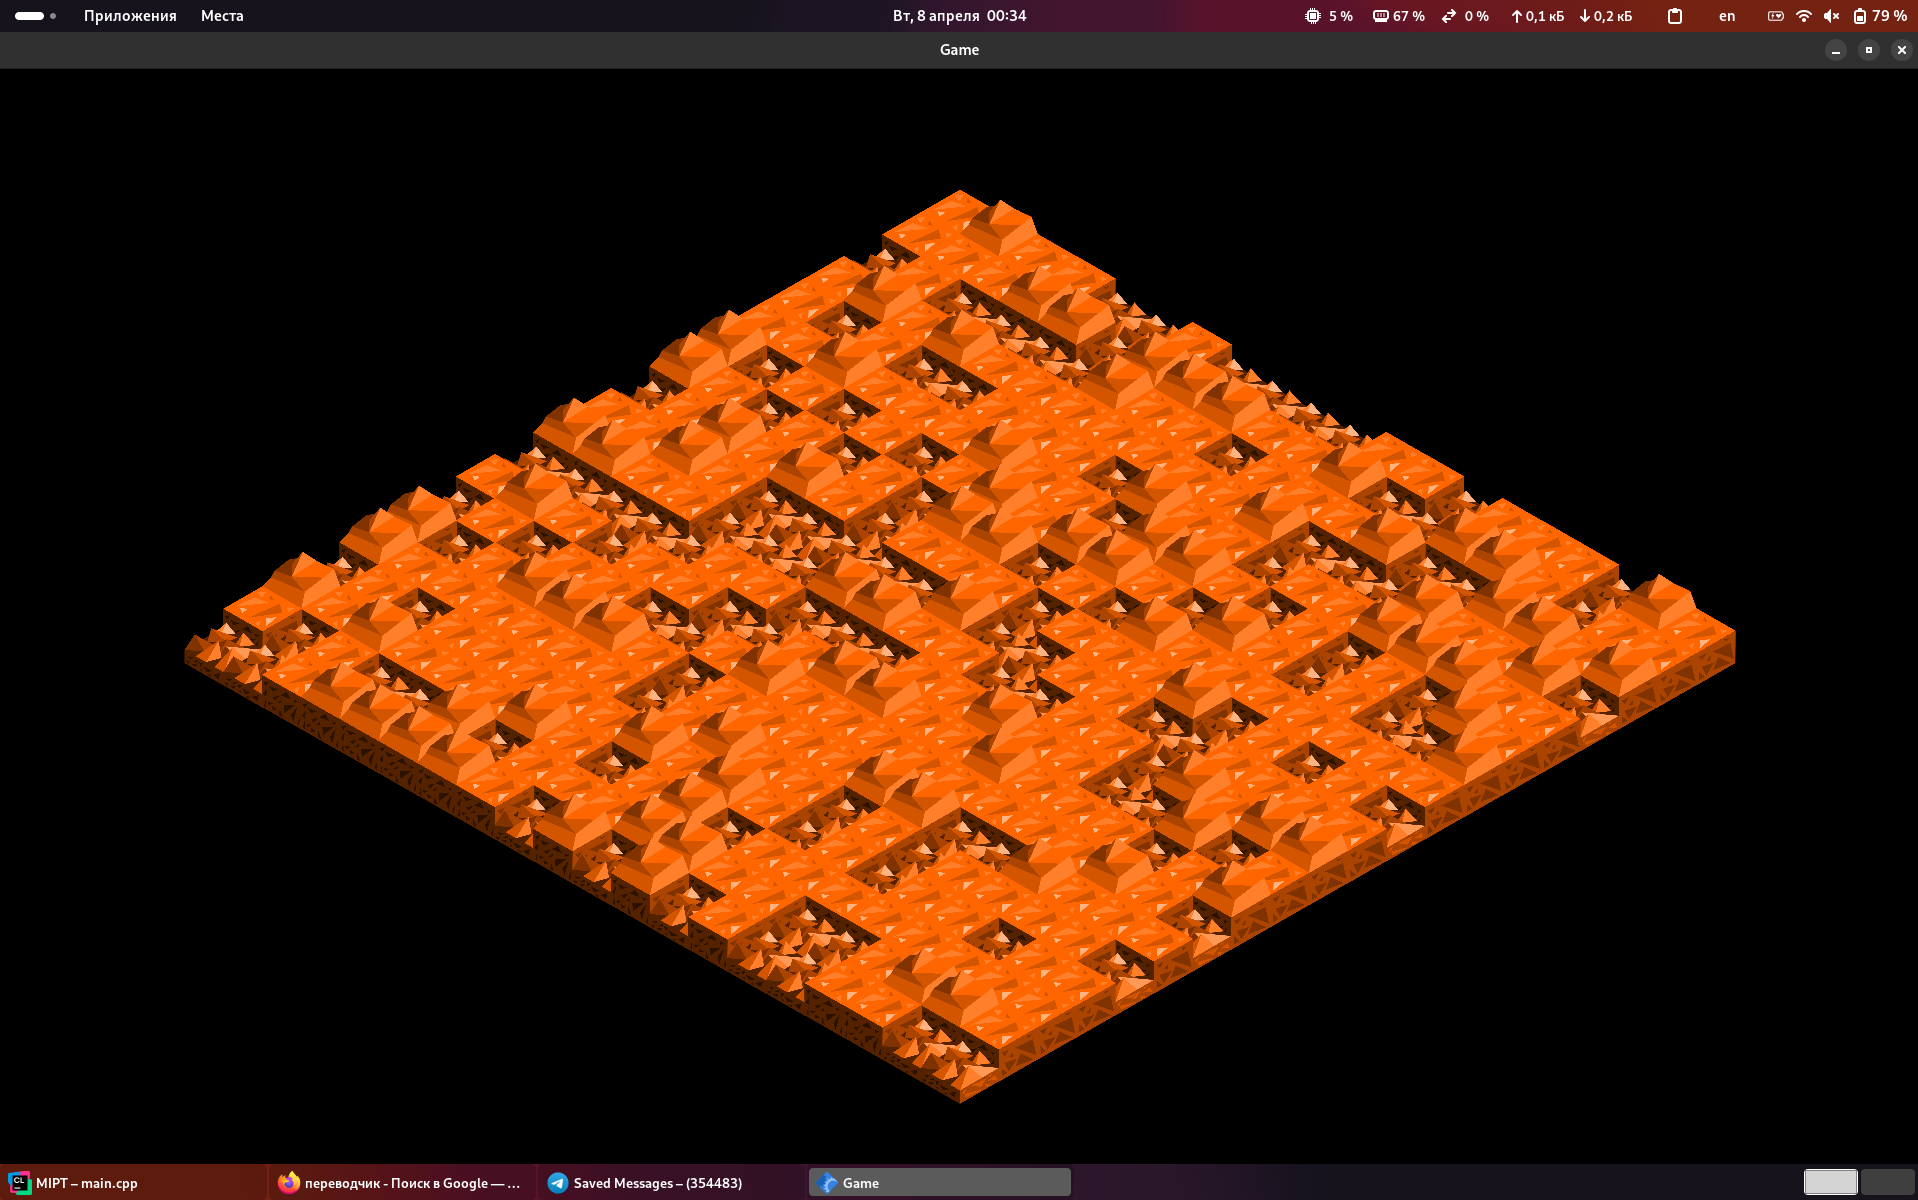 Приложения Места Вт, 8 апреля 00:34 5 % 67 % 0 % 0,1 кБ 0,2 кБ en 79 %
Game
MIPT – main.cpp переводчик - Поиск в Google — ... Saved Messages – (354483) Game